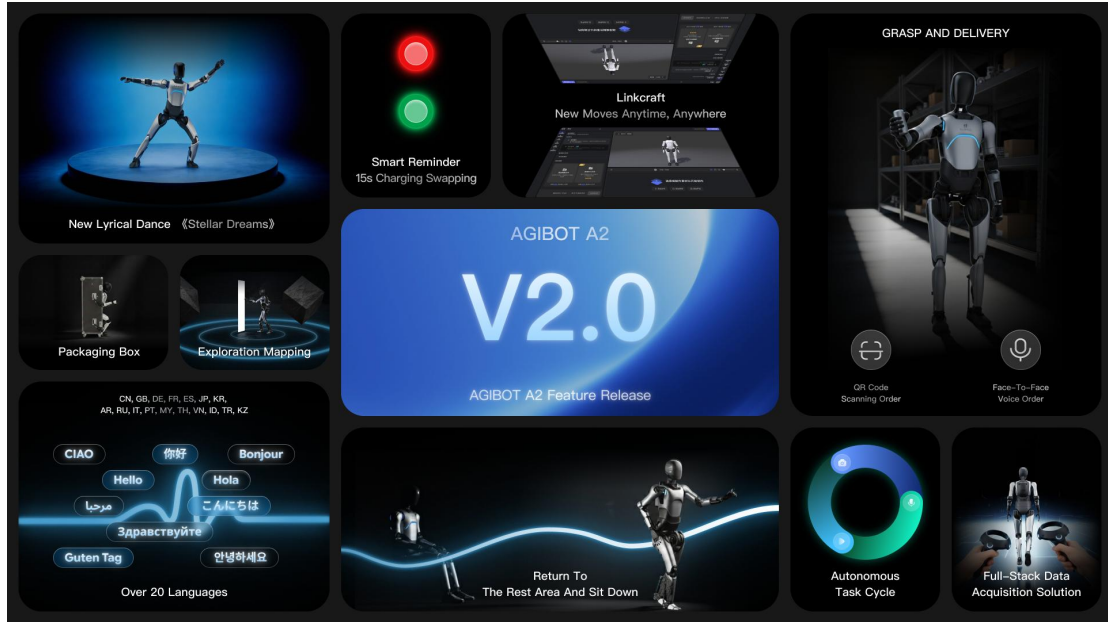 New Lyrical Dance 《Stellar Dreams》
Smart Reminder
15s Charging Swapping
Linkcraft
New Moves Anytime, Anywhere
GRASP AND DELIVERY
QR Code
Scanning Order
Face-To-Face
Voice Order
Packaging Box
Exploration Mapping
AGIBOT A2
V2.0
AGIBOT A2 Feature Release
CN, GB, DE, FR, ES, JP, KR,
AR, RU, IT, PT, MY, TH, VN, ID, TR, KZ
CIAO
你好
Bonjour
Hello
Hola
مرحبا
こんにちは
Здравствуйте
Guten Tag
안녕하세요
Over 20 Languages
Return To
The Rest Area And Sit Down
Autonomous
Task Cycle
Full-Stack Data
Acquisition Solution